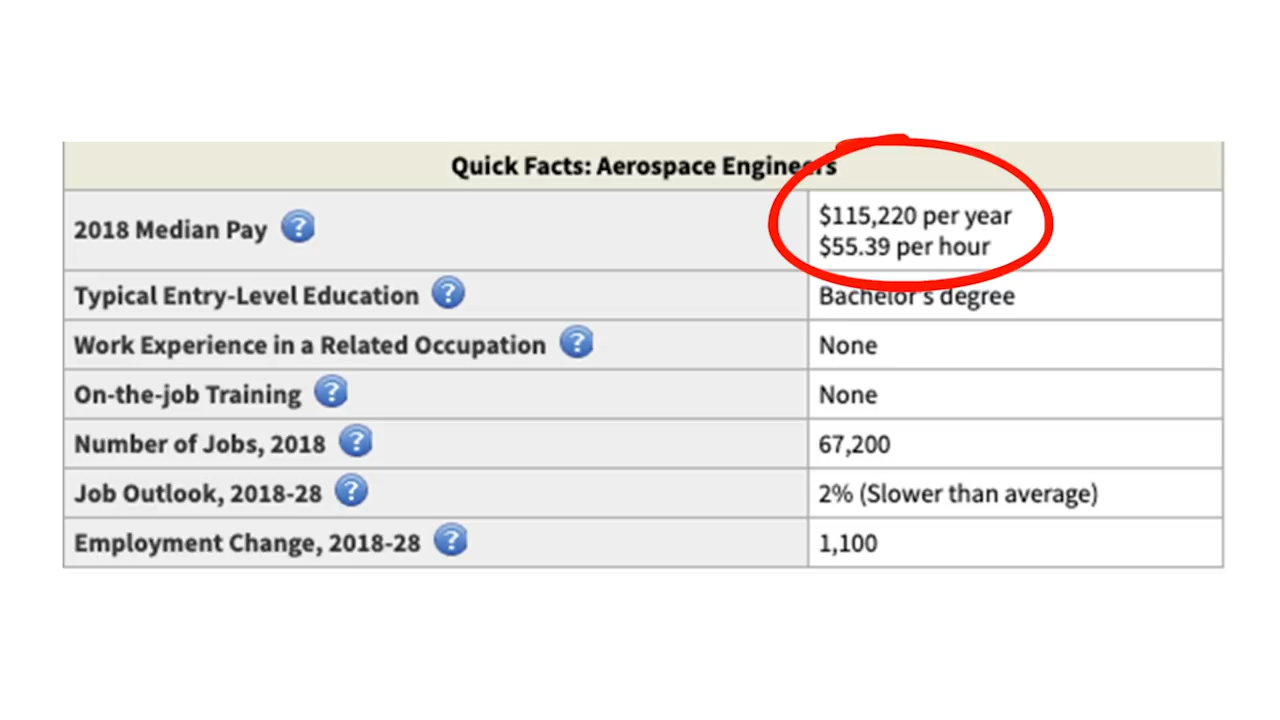 Quick Facts: Aerospace Engineers
2018 Median Pay ? $115,220 per year
$55.39 per hour
Typical Entry-Level Education ? Bachelor's degree
Work Experience in a Related Occupation ? None
On-the-job Training ? None
Number of Jobs, 2018 ? 67,200
Job Outlook, 2018-28 ? 2% (Slower than average)
Employment Change, 2018-28 ? 1,100